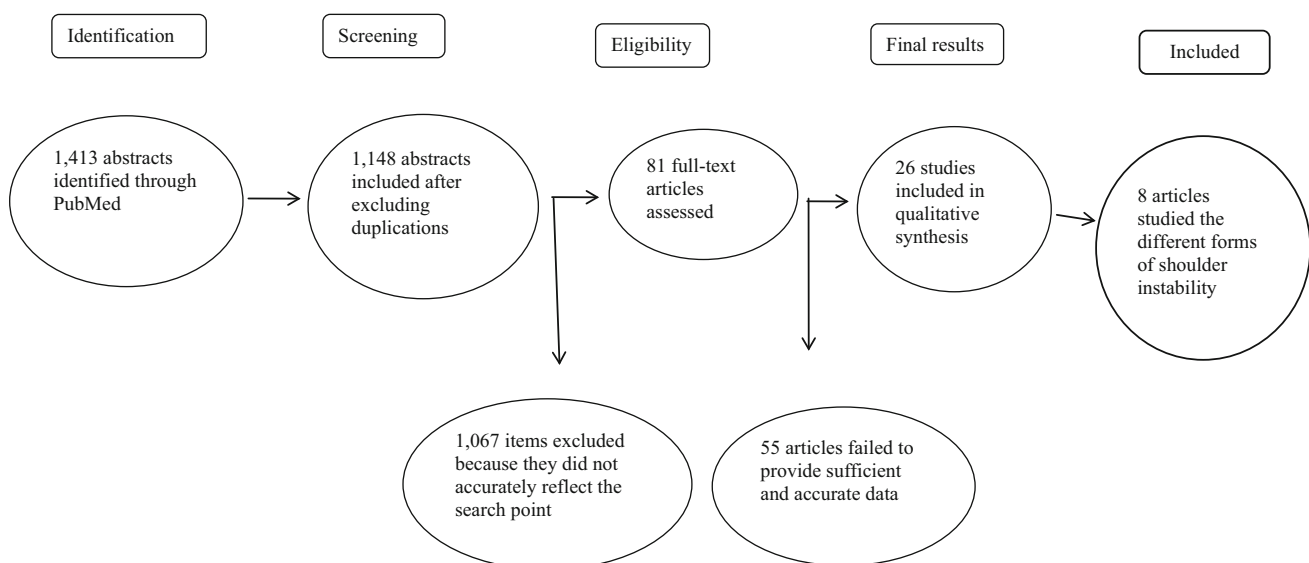 Identification
Screening
Eligibility
Final results
Included
1,413 abstracts
identified through
PubMed
1,148 abstracts
included after
excluding
duplications
81 full-text
articles
assessed
26 studies
included in
qualitative
synthesis
8 articles
studied the
different forms
of shoulder
instability
1,067 items excluded
because they did not
accurately reflect the
search point
55 articles failed to
provide sufficient
and accurate data